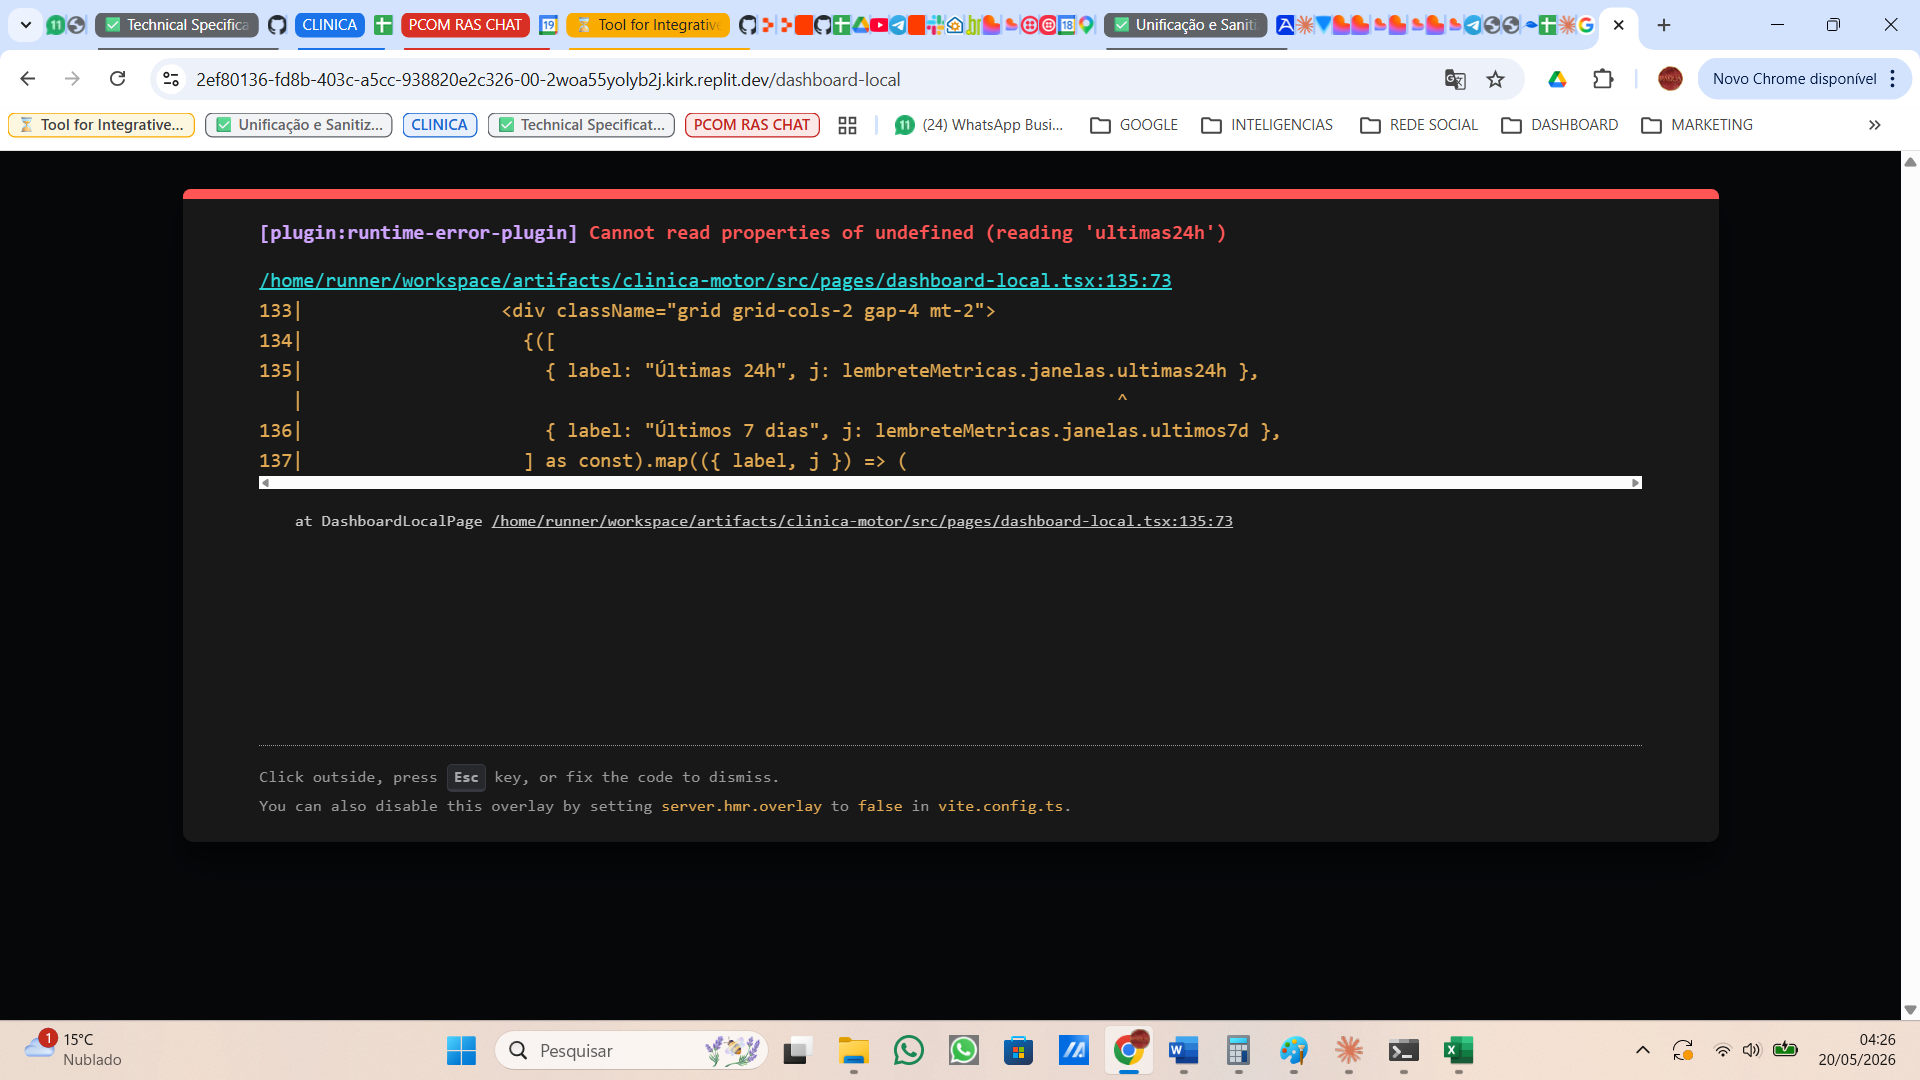 11
Technical Specifica
CLINICA
PCOM RAS CHAT
19
Tool for Integrative
18
Unificação e Saniti
2ef80136-fd8b-403c-a5cc-938820e2c326-00-2woa55yolyb2j.kirk.replit.dev/dashboard-local
Novo Chrome disponível
Tool for Integrative...
Unificação e Sanitiz...
CLINICA
Technical Specificat...
PCOM RAS CHAT
11
(24) WhatsApp Busi...
GOOGLE
INTELIGENCIAS
REDE SOCIAL
DASHBOARD
MARKETING
»
[plugin:runtime-error-plugin] Cannot read properties of undefined (reading 'ultimas24h')
/home/runner/workspace/artifacts/clinica-motor/src/pages/dashboard-local.tsx:135:73
133| <div className="grid grid-cols-2 gap-4 mt-2">
134| {([
135| { label: "Últimas 24h", j: lembreteMetricas.janelas.ultimas24h },
| ^
136| { label: "Últimos 7 dias", j: lembreteMetricas.janelas.ultimos7d },
137| ] as const).map(({ label, j }) => (
at DashboardLocalPage /home/runner/workspace/artifacts/clinica-motor/src/pages/dashboard-local.tsx:135:73
Click outside, press Esc key, or fix the code to dismiss.
You can also disable this overlay by setting server.hmr.overlay to false in vite.config.ts.
1
15°C
Nublado
Pesquisar
04:26
20/05/2026